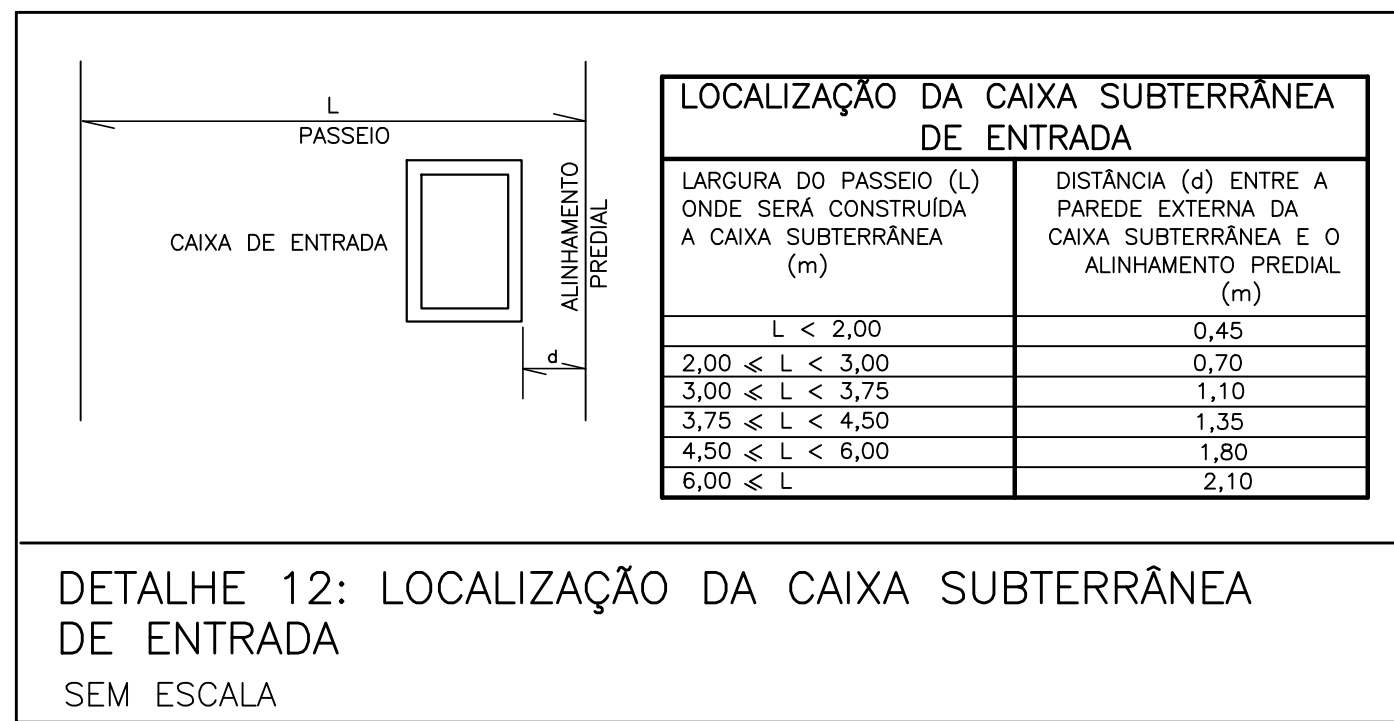 L
PASSEIO
CAIXA DE ENTRADA
ALINHAMENTO
PREDIAL
d
LOCALIZAÇÃO DA CAIXA SUBTERRÂNEA
DE ENTRADA
LARGURA DO PASSEIO (L)
ONDE SERÁ CONSTRUÍDA
A CAIXA SUBTERRÂNEA
(m)
DISTÂNCIA (d) ENTRE A
PAREDE EXTERNA DA
CAIXA SUBTERRÂNEA E O
ALINHAMENTO PREDIAL
(m)
L < 2,00 0,45
2,00 ⩽ L < 3,00 0,70
3,00 ⩽ L < 3,75 1,10
3,75 ⩽ L < 4,50 1,35
4,50 ⩽ L < 6,00 1,80
6,00 ⩽ L 2,10
DETALHE 12: LOCALIZAÇÃO DA CAIXA SUBTERRÂNEA
DE ENTRADA
SEM ESCALA